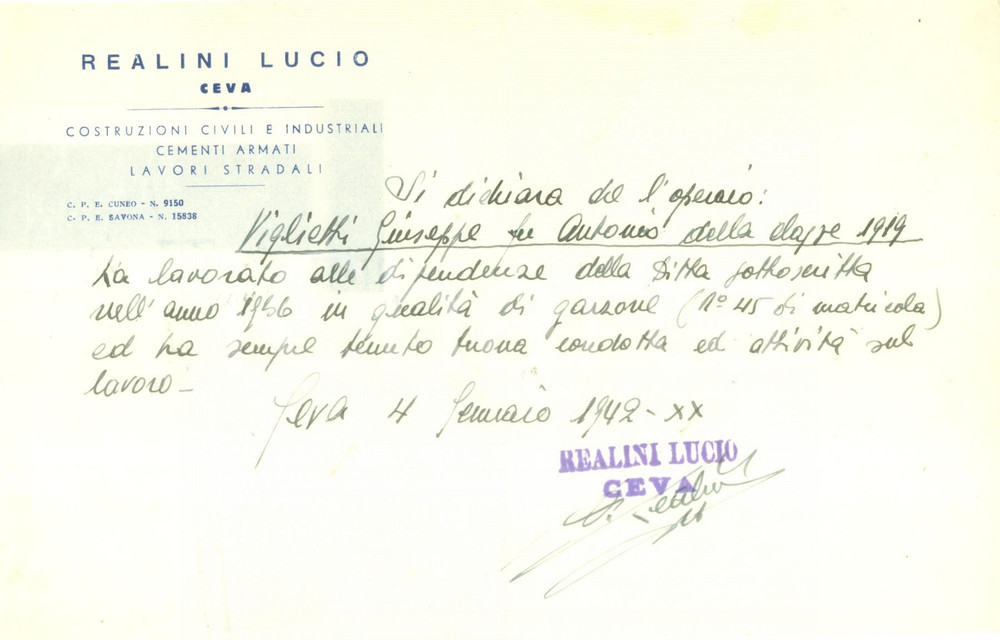 REALINI LUCIO
CEVA
COSTRUZIONI CIVILI E INDUSTRIALI
CEMENTI ARMATI
LAVORI STRADALI
C. P. E. CUNEO - N. 9150
C. P. E. SAVONA - N. 15838
Si dichiara che l'operaio:
Viglietti Giuseppe fu Antonio della classe 1919
ha lavorato alle dipendenze della Ditta sottoscritta
nell'anno 1936 in qualità di garzone (N° 45 di matricola)
ed ha sempre tenuto buona condotta ed attività sul
lavoro -
Ceva 4 Gennaio 1942 - XX
REALINI LUCIO
CEVA